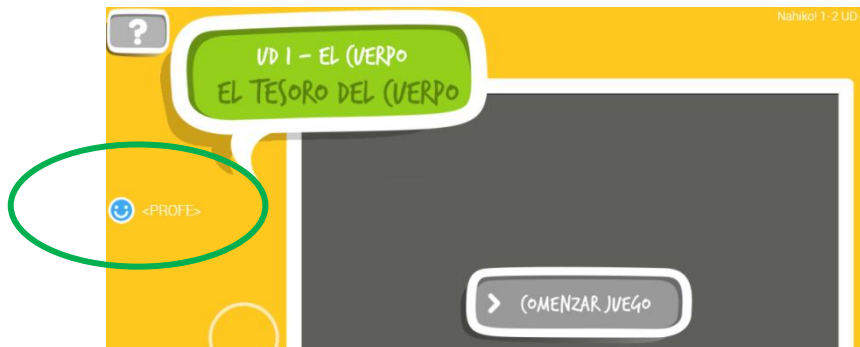 Nahiko! 1-2 UD
?
UD 1 – EL CUERPO
EL TESORO DEL CUERPO
<PROFE>
COMENZAR JUEGO